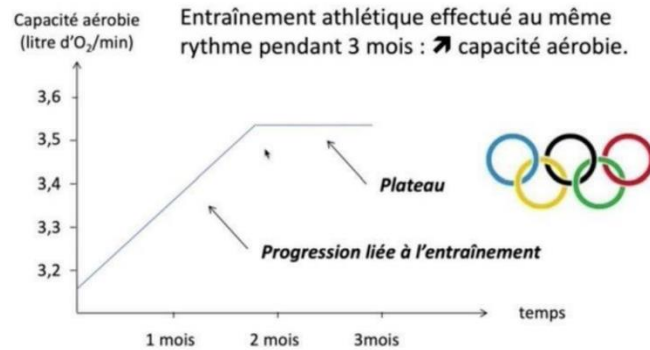 Capacité aérobie
(litre d'O₂/min)
Entraînement athlétique effectué au même
rythme pendant 3 mois : ↗ capacité aérobie.
3,6
3,5
3,4
3,3
3,2
Plateau
Progression liée à l'entraînement
temps
1 mois
2 mois
3mois